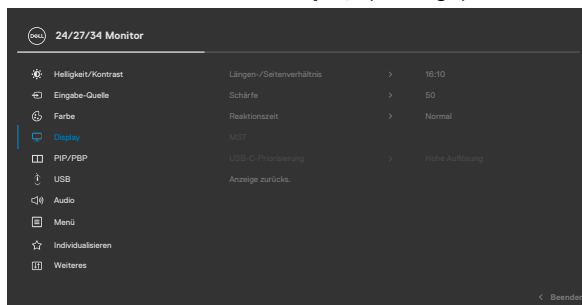 DELL 24/27/34 Monitor
Helligkeit/Kontrast Längen-/Seitenverhältnis > 16:10
Eingabe-Quelle Schärfe > 50
Farbe Reaktionszeit > Normal
Display MST
PIP/PBP USB-C-Priorisierung > Hohe Auflösung
USB Anzeige zurücks.
Audio
Menü
Individualisieren
Weiteres
< Beenden